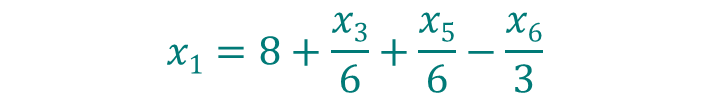 x₁ = 8 + x₃/6 + x₅/6 − x₆/3